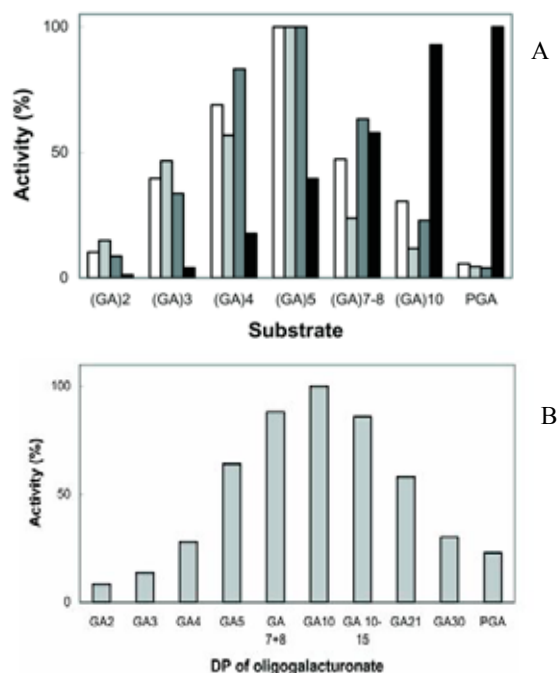 A
100
50
0
Activity (%)
(GA)2 (GA)3 (GA)4 (GA)5 (GA)7-8 (GA)10 PGA
Substrate
B
100
50
0
Activity (%)
GA2 GA3 GA4 GA5 GA 7+8 GA10 GA 10-15 GA21 GA30 PGA
DP of oligogalacturonate